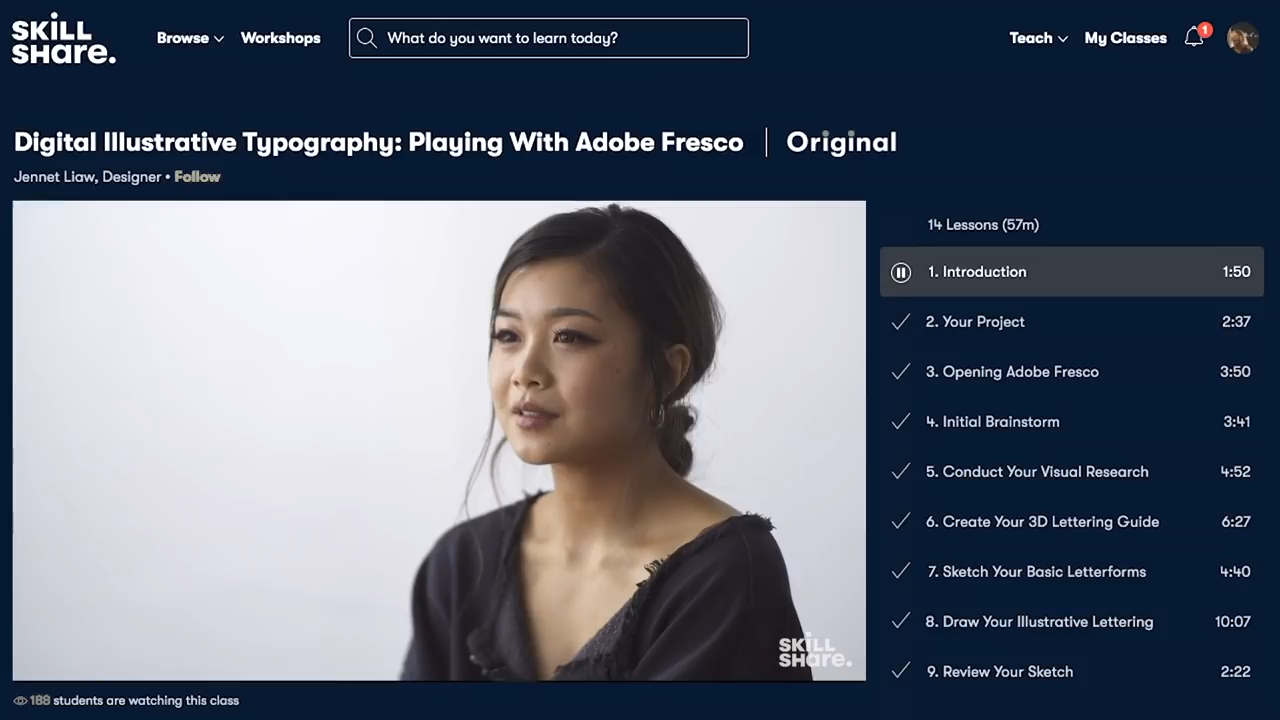 SKILL
SHare.
Browse
Workshops
What do you want to learn today?
Teach
My Classes
1
Digital Illustrative Typography: Playing With Adobe Fresco | Original
Jennet Liaw, Designer • Follow
14 Lessons (57m)
1. Introduction 1:50
2. Your Project 2:37
3. Opening Adobe Fresco 3:50
4. Initial Brainstorm 3:41
5. Conduct Your Visual Research 4:52
6. Create Your 3D Lettering Guide 6:27
7. Sketch Your Basic Letterforms 4:40
8. Draw Your Illustrative Lettering 10:07
9. Review Your Sketch 2:22
SKILL
SHare.
188 students are watching this class